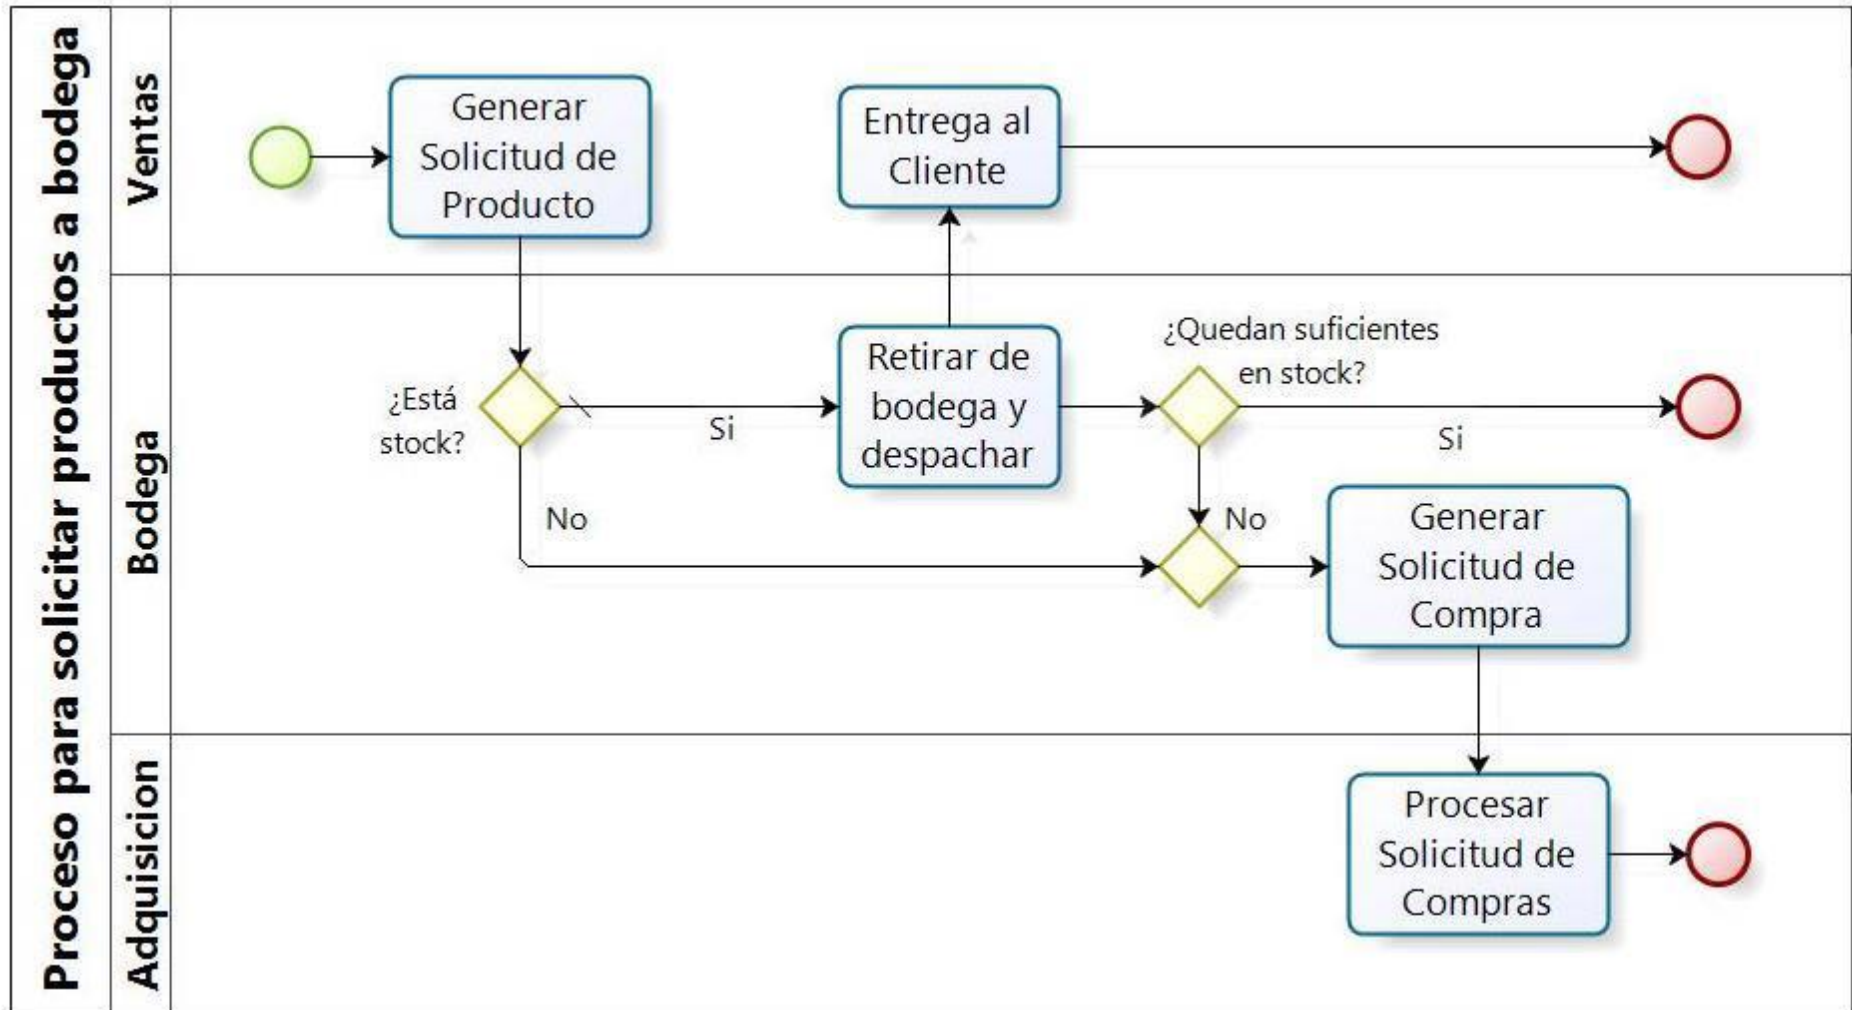 Proceso para solicitar productos a bodega
Ventas
Generar
Solicitud de
Producto
Entrega al
Cliente
Bodega
¿Está
stock?
Si
No
Retirar de
bodega y
despachar
¿Quedan suficientes
en stock?
Si
No
Generar
Solicitud de
Compra
Adquisicion
Procesar
Solicitud de
Compras